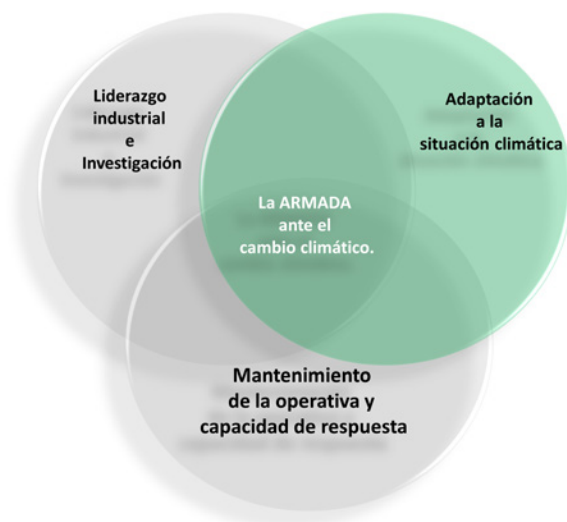 Liderazgo
industrial
e
Investigación
Adaptación
a la
situación climática
La ARMADA
ante el
cambio climático.
Mantenimiento
de la operativa y
capacidad de respuesta